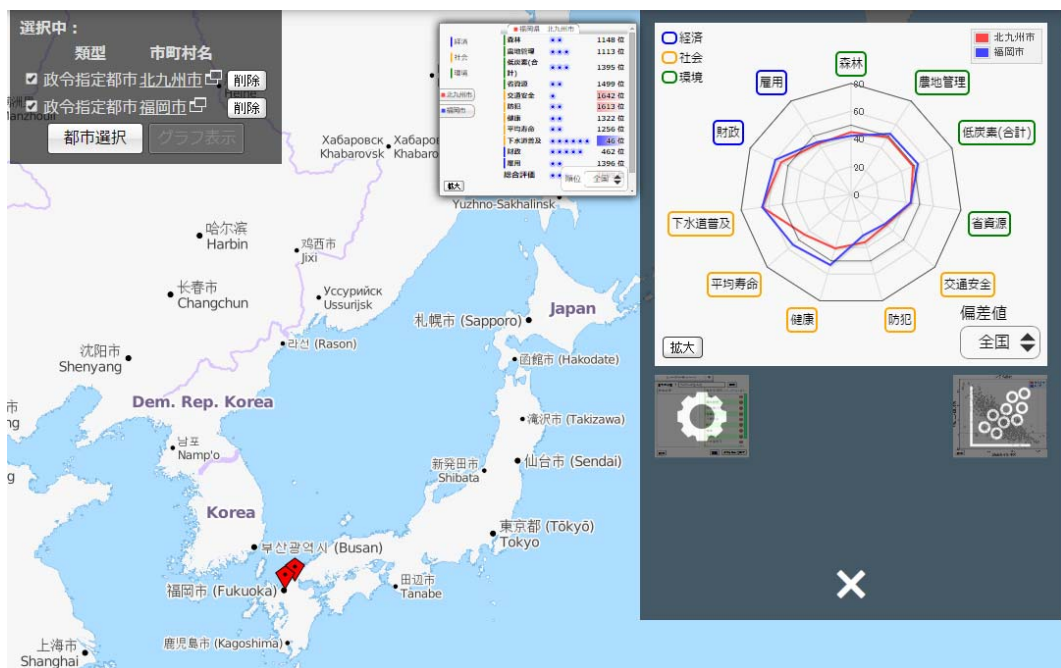 選択中：
類型 市町村名
政令指定都市 北九州市 削除
政令指定都市 福岡市 削除
都市選択 グラフ表示
経済
社会
環境
北九州市
福岡市
福岡県 北九州市
森林 1148 位
農地管理 1113 位
低炭素(合計) 1395 位
省資源 1499 位
交通安全 1642 位
防犯 1613 位
健康 1322 位
平均寿命 1256 位
下水道普及 46 位
財政 462 位
雇用 1396 位
総合評価
順位 全国
拡大
経済
社会
環境
北九州市
福岡市
森林
農地管理
低炭素(合計)
省資源
交通安全
防犯
健康
平均寿命
下水道普及
財政
雇用
80
60
40
20
0
偏差値
全国
拡大
Хабаровск
Khabarovsk
Хабаро
Khabaro
Yuzhno-Sakhalinsk
哈尔滨
Harbin
鸡西市
Jixi
长春市
Changchun
Уссурийск
Ussurijsk
라선 (Rason)
沈阳市
Shenyang
札幌市 (Sapporo)
Japan
函館市 (Hakodate)
Dem. Rep. Korea
남포
Namp'o
滝沢市 (Takizawa)
新発田市
Shibata
仙台市 (Sendai)
Korea
東京都 (Tōkyō)
Tokyo
부산광역시 (Busan)
福岡市 (Fukuoka)
田辺市
Tanabe
鹿児島市 (Kagoshima)
上海市
Shanghai